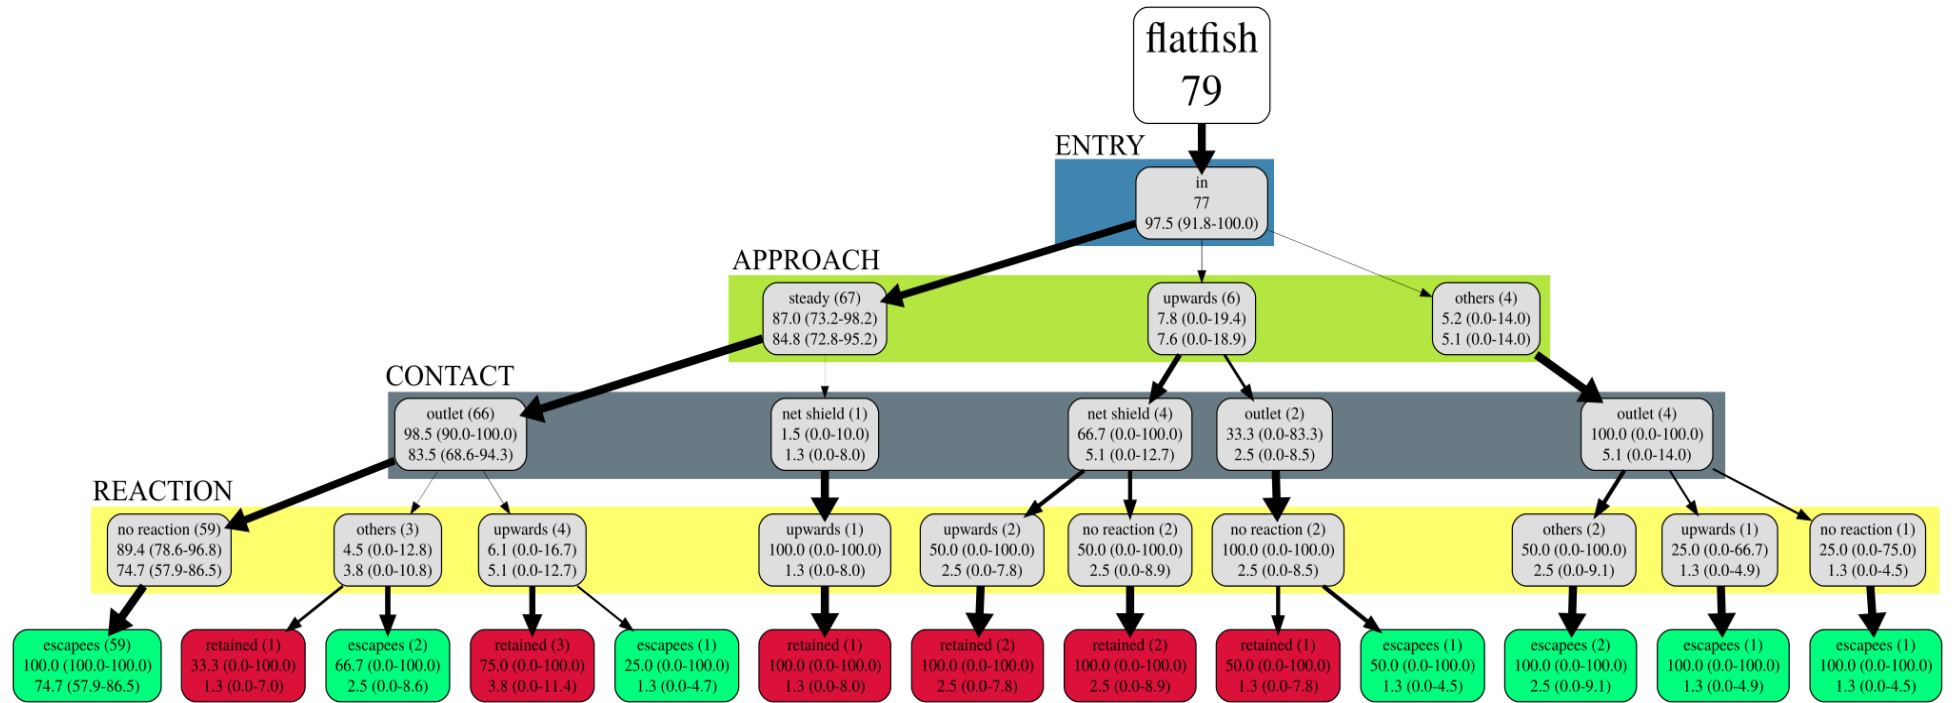 flatfish
79
ENTRY
in
77
97.5 (91.8-100.0)
APPROACH
steady (67)
87.0 (73.2-98.2)
84.8 (72.8-95.2)
upwards (6)
7.8 (0.0-19.4)
7.6 (0.0-18.9)
others (4)
5.2 (0.0-14.0)
5.1 (0.0-14.0)
CONTACT
outlet (66)
98.5 (90.0-100.0)
83.5 (68.6-94.3)
net shield (1)
1.5 (0.0-10.0)
1.3 (0.0-8.0)
net shield (4)
66.7 (0.0-100.0)
5.1 (0.0-12.7)
outlet (2)
33.3 (0.0-83.3)
2.5 (0.0-8.5)
outlet (4)
100.0 (0.0-100.0)
5.1 (0.0-14.0)
REACTION
no reaction (59)
89.4 (78.6-96.8)
74.7 (57.9-86.5)
others (3)
4.5 (0.0-12.8)
3.8 (0.0-10.8)
upwards (4)
6.1 (0.0-16.7)
5.1 (0.0-12.7)
upwards (1)
100.0 (0.0-100.0)
1.3 (0.0-8.0)
upwards (2)
50.0 (0.0-100.0)
2.5 (0.0-7.8)
no reaction (2)
50.0 (0.0-100.0)
2.5 (0.0-8.9)
no reaction (2)
100.0 (0.0-100.0)
2.5 (0.0-8.5)
others (2)
50.0 (0.0-100.0)
2.5 (0.0-9.1)
upwards (1)
25.0 (0.0-66.7)
1.3 (0.0-4.9)
no reaction (1)
25.0 (0.0-75.0)
1.3 (0.0-4.5)
escapees (59)
100.0 (100.0-100.0)
74.7 (57.9-86.5)
retained (1)
33.3 (0.0-100.0)
1.3 (0.0-7.0)
escapees (2)
66.7 (0.0-100.0)
2.5 (0.0-8.6)
retained (3)
75.0 (0.0-100.0)
3.8 (0.0-11.4)
escapees (1)
25.0 (0.0-100.0)
1.3 (0.0-4.7)
retained (1)
100.0 (0.0-100.0)
1.3 (0.0-8.0)
retained (2)
100.0 (0.0-100.0)
2.5 (0.0-7.8)
retained (2)
100.0 (0.0-100.0)
2.5 (0.0-8.9)
retained (1)
50.0 (0.0-100.0)
1.3 (0.0-7.8)
escapees (1)
50.0 (0.0-100.0)
1.3 (0.0-4.5)
escapees (2)
100.0 (0.0-100.0)
2.5 (0.0-9.1)
escapees (1)
100.0 (0.0-100.0)
1.3 (0.0-4.9)
escapees (1)
100.0 (0.0-100.0)
1.3 (0.0-4.5)